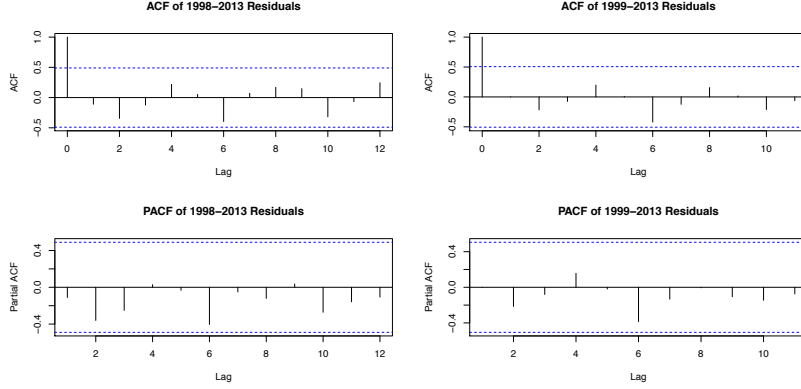 ACF of 1998−2013 Residuals
ACF
1.0
0.5
0.0
−0.5
0 2 4 6 8 10 12
Lag
ACF of 1999−2013 Residuals
ACF
1.0
0.5
0.0
−0.5
0 2 4 6 8 10
Lag
PACF of 1998−2013 Residuals
Partial ACF
0.4
0.0
−0.4
2 4 6 8 10 12
Lag
PACF of 1999−2013 Residuals
Partial ACF
0.4
0.0
−0.4
2 4 6 8 10
Lag